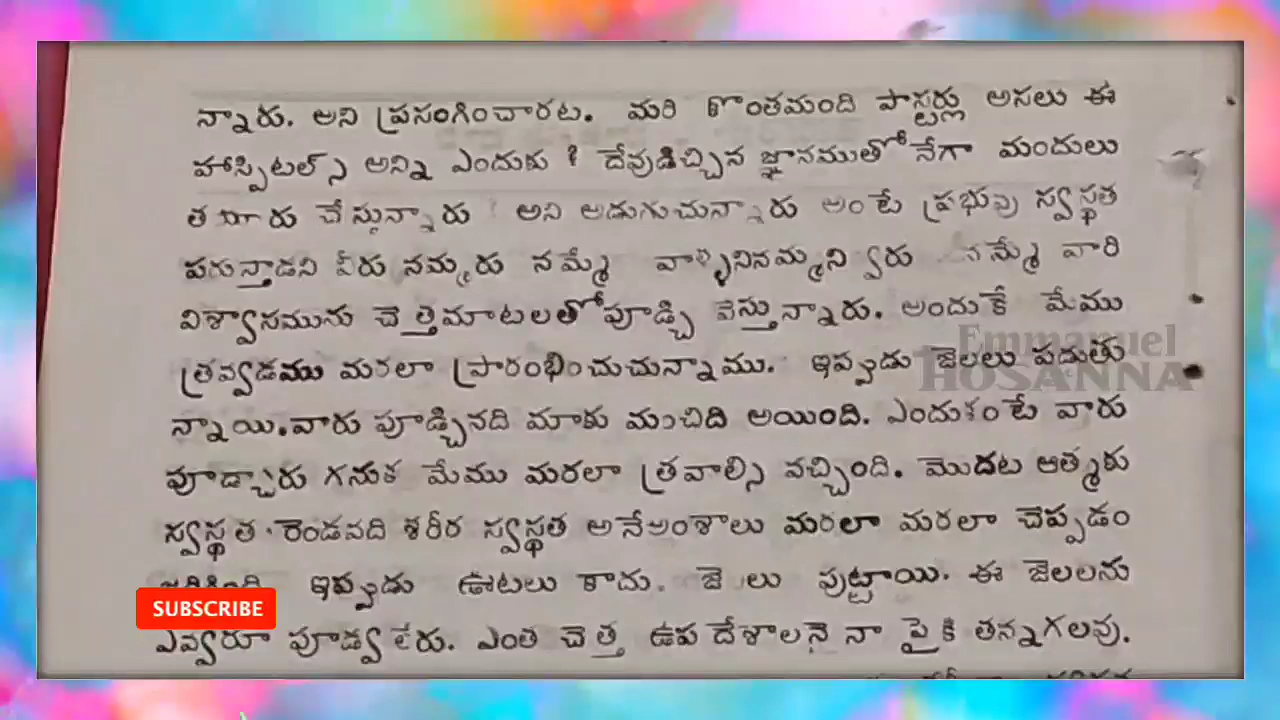 న్నారు. అని ప్రసంగించారట. మరి కొంతమంది పాస్టర్లు అసలు ఈ
హాస్పిటల్స్ అన్ని ఎందుకు ? దేవుడిచ్చిన జ్ఞానముతోనేగా మందులు
తయారు చేస్తున్నారు ? అని అడుగుచున్నారు అంటే ప్రభువు స్వస్థత
పరుస్తాడని వీరు నమ్మరు నమ్మే వాళ్ళనినమ్మనివ్వరు నమ్మే వారి
విశ్వాసమును చెత్తమాటలతోపూడ్చి వేస్తున్నారు. అందుకే మేము
Emmanuel
HOSANNA
త్రవ్వడము మరలా ప్రారంభించుచున్నాము. ఇప్పుడు జెలలు పడుతు
న్నాయి.వారు పూడ్చినది మాకు మంచిది అయింది. ఎందుకంటే వారు
పూడ్చారు గనుక మేము మరలా త్రవాల్సి వచ్చింది. మొదట ఆత్మకు
స్వస్థత. రెండవది శరీర స్వస్థత అనేఅంశాలు మరలా మరలా చెప్పడం
ఇప్పుడు ఊటలు కాదు. జెలలు పుట్టాయి. ఈ జెలలను
SUBSCRIBE
ఎవ్వరూ పూడ్వలేరు. ఎంత చెత్త ఉపదేశాలనై నా పైకి తన్నగలవు.